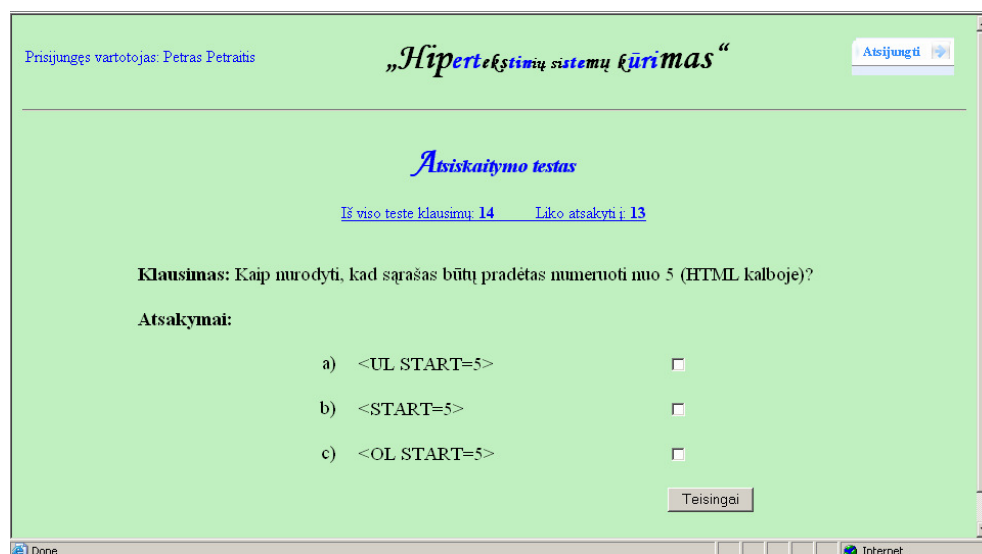 Prisijungęs vartotojas: Petras Petraitis
„Hipertekstinių sistemų kūrimas“
Atsijungti
Atsiskaitymo testas
Iš viso teste klausimų: 14 Liko atsakyti į: 13
Klausimas: Kaip nurodyti, kad sąrašas būtų pradėtas numeruoti nuo 5 (HTML kalboje)?
Atsakymai:
a) <UL START=5>
b) <START=5>
c) <OL START=5>
Teisingai
Done Internet